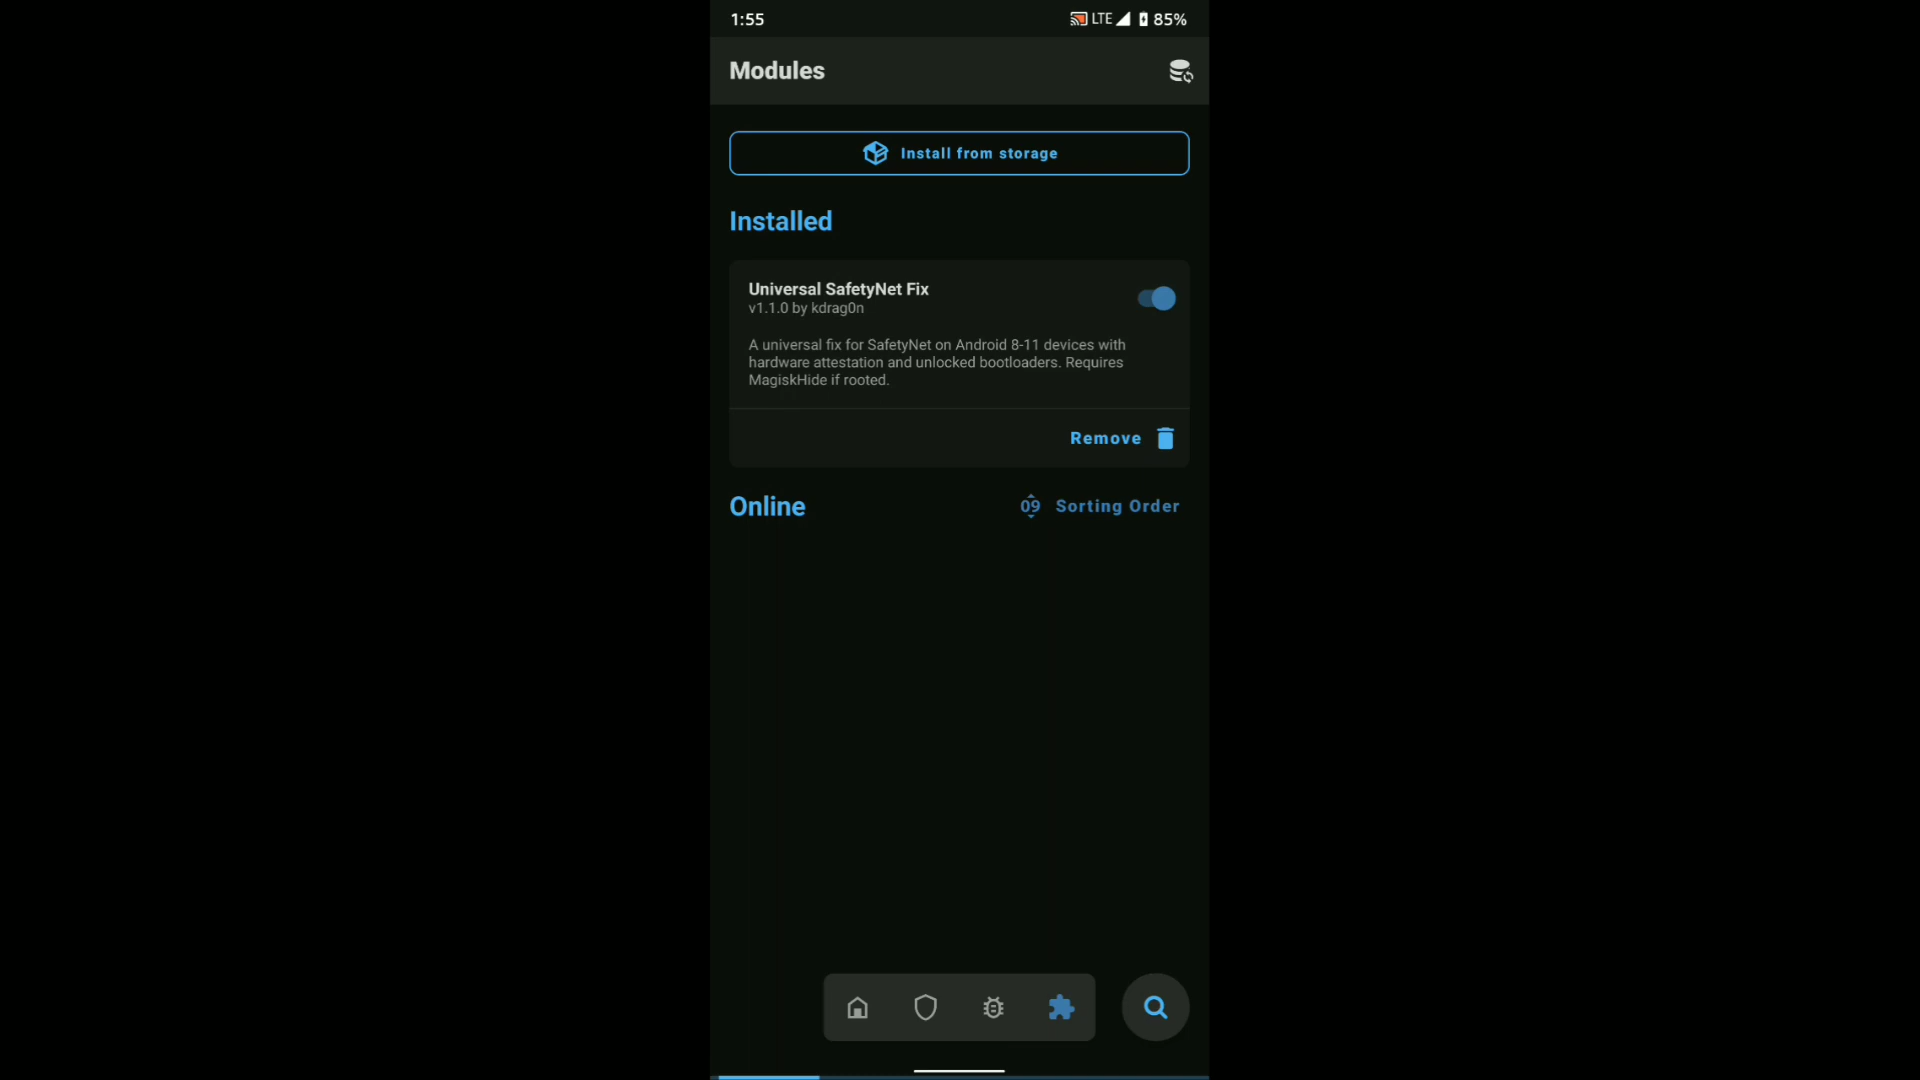 1:55
LTE 85%
Modules
Install from storage
Installed
Universal SafetyNet Fix
v1.1.0 by kdrag0n
A universal fix for SafetyNet on Android 8-11 devices with
hardware attestation and unlocked bootloaders. Requires
MagiskHide if rooted.
Remove
Online
09 Sorting Order